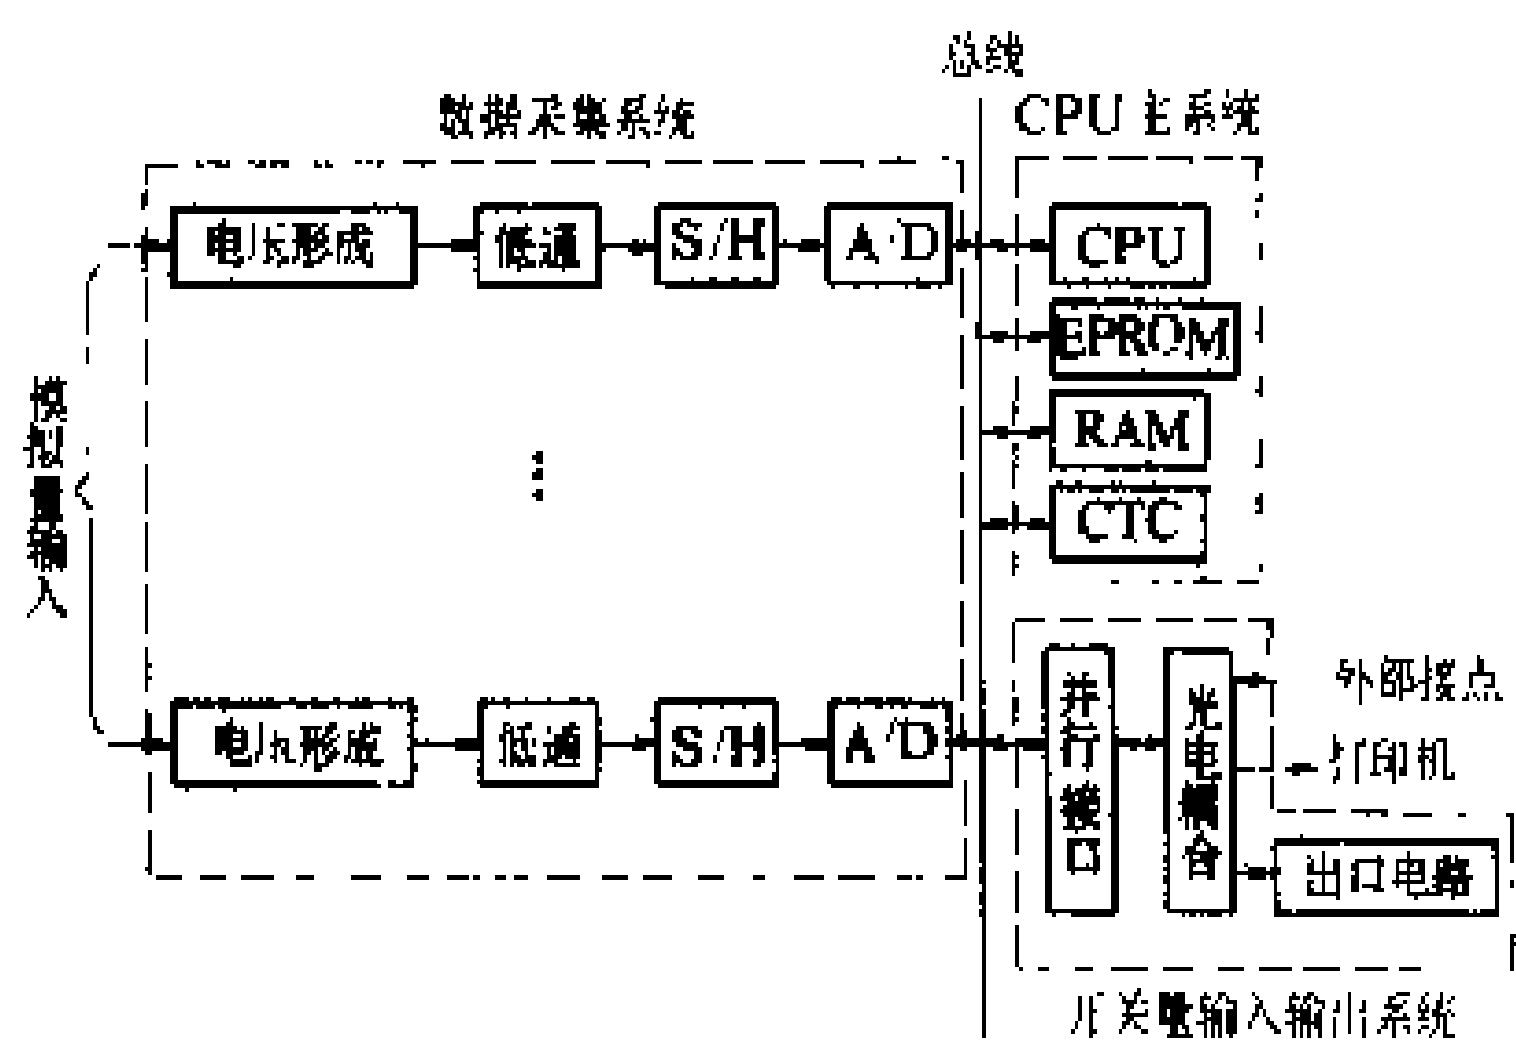 总线
数据采集系统
CPU 主系统
电压形成
低通
S/H
A/D
CPU
EPROM
RAM
CTC
模拟量输入
电压形成
低通
S/H
A/D
并行接口
光电耦合
外部接点
打印机
出口电路
开关量输入输出系统